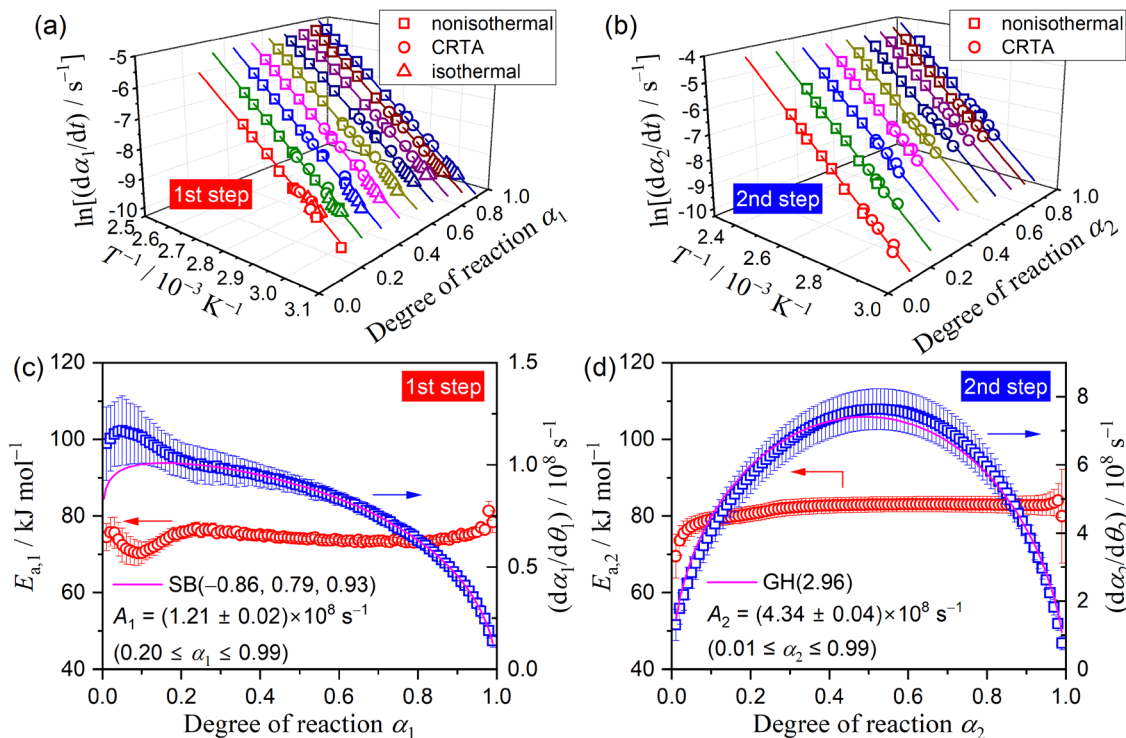 (a)
nonisothermal
CRTA
isothermal
ln[(dα₁/dt) / s⁻¹]
-5
-6
-7
-8
-9
-10
1st step
2.5
2.6
2.7
2.8
2.9
3.0
3.1
T⁻¹ / 10⁻³ K⁻¹
0.0
0.2
0.4
0.6
0.8
1.0
Degree of reaction α₁
(b)
nonisothermal
CRTA
ln[(dα₂/dt) / s⁻¹]
-4
-5
-6
-7
-8
-9
-10
2nd step
2.4
2.6
2.8
3.0
T⁻¹ / 10⁻³ K⁻¹
0.0
0.2
0.4
0.6
0.8
1.0
Degree of reaction α₂
(c)
1st step
Eₐ,₁ / kJ mol⁻¹
120
100
80
60
40
1.5
1.0
0.5
0.0
(dα₁/dθ₁) / 10⁸ s⁻¹
SB(−0.86, 0.79, 0.93)
A₁ = (1.21 ± 0.02)×10⁸ s⁻¹
(0.20 ≤ α₁ ≤ 0.99)
0.0 0.2 0.4 0.6 0.8 1.0
Degree of reaction α₁
(d)
2nd step
Eₐ,₂ / kJ mol⁻¹
120
100
80
60
40
8
7
6
5
4
3
2
1
0
(dα₂/dθ₂) / 10⁸ s⁻¹
GH(2.96)
A₂ = (4.34 ± 0.04)×10⁸ s⁻¹
(0.01 ≤ α₂ ≤ 0.99)
0.0 0.2 0.4 0.6 0.8 1.0
Degree of reaction α₂